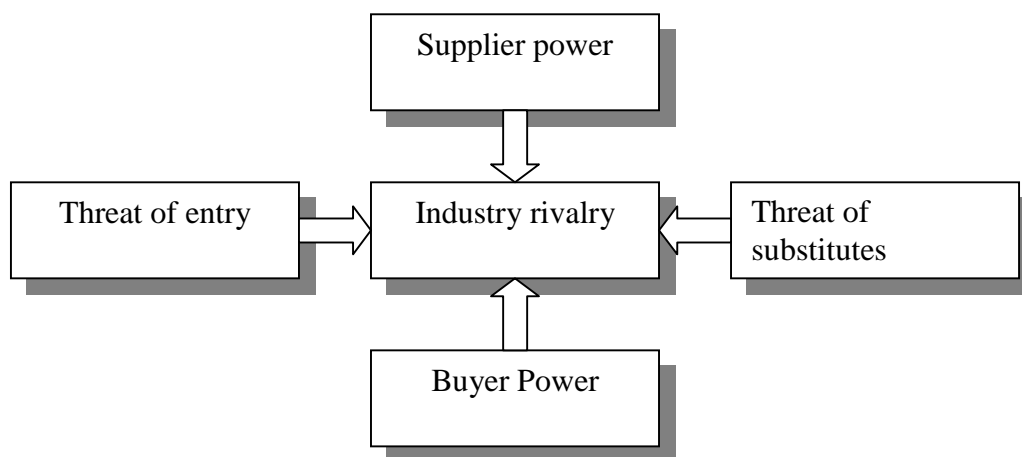 Supplier power
Threat of entry
Industry rivalry
Threat of
substitutes
Buyer Power